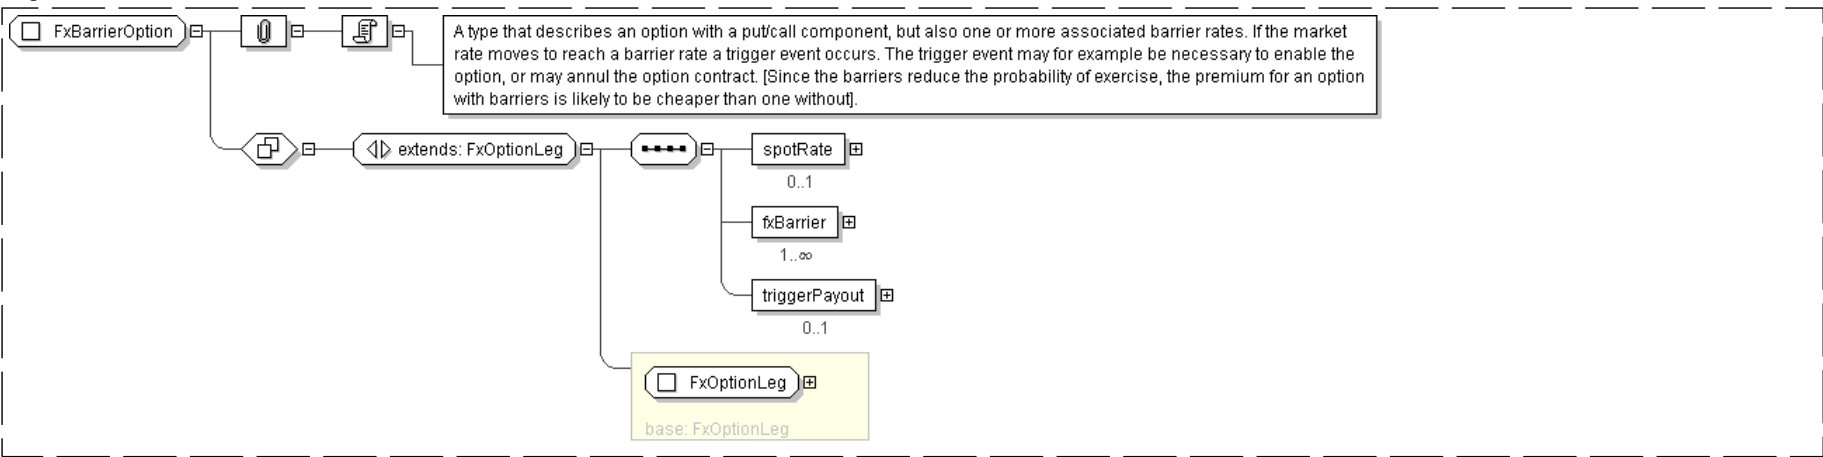 FxBarrierOption
A type that describes an option with a put/call component, but also one or more associated barrier rates. If the market
rate moves to reach a barrier rate a trigger event occurs. The trigger event may for example be necessary to enable the
option, or may annul the option contract. [Since the barriers reduce the probability of exercise, the premium for an option
with barriers is likely to be cheaper than one without].
extends: FxOptionLeg
spotRate
0..1
fxBarrier
1..∞
triggerPayout
0..1
FxOptionLeg
base: FxOptionLeg